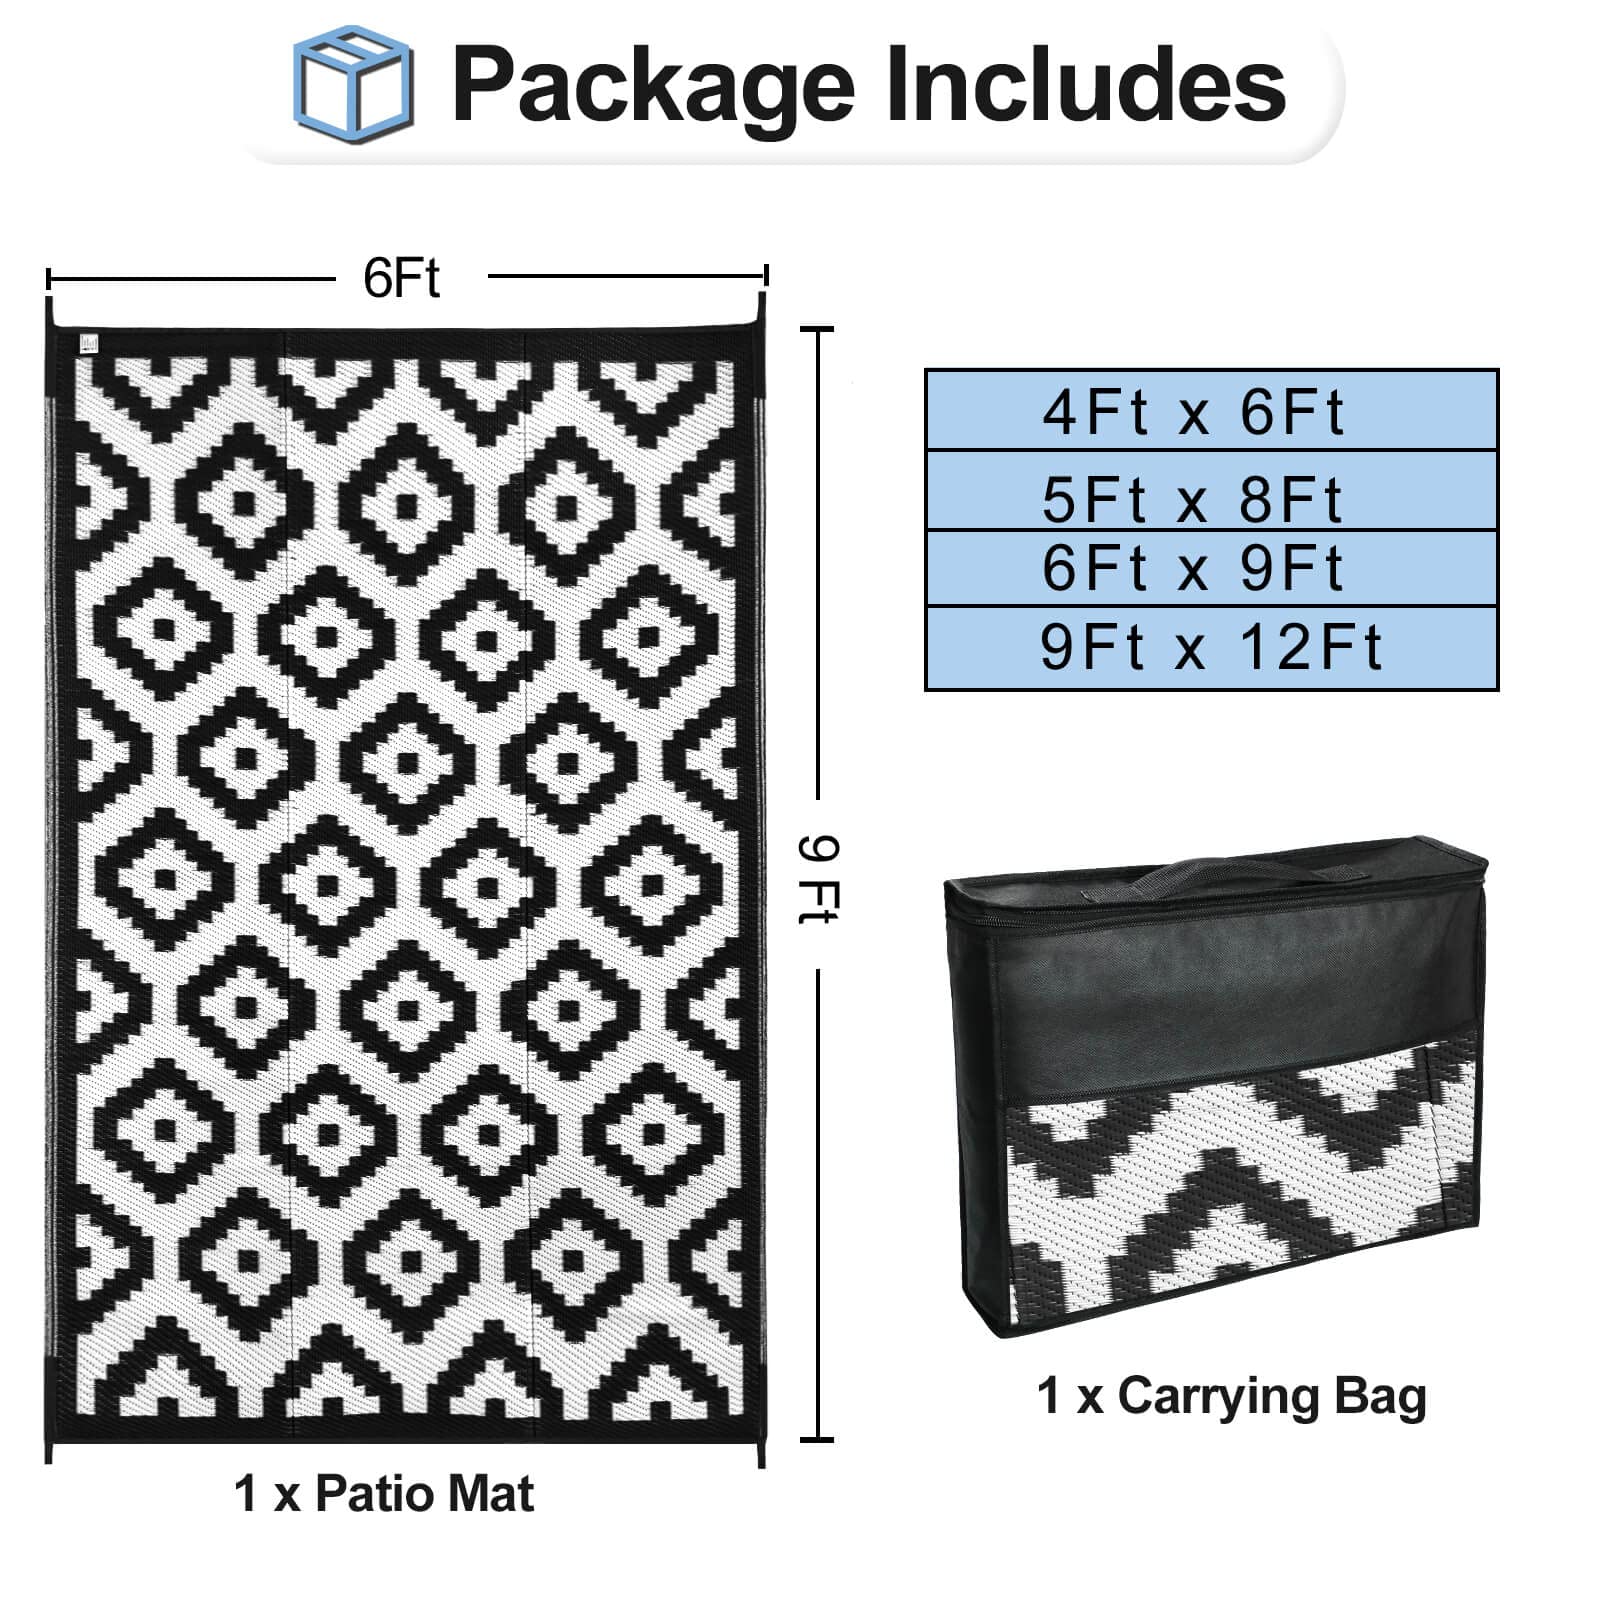 Package Includes
6Ft
9 Ft
4Ft x 6Ft
5Ft x 8Ft
6Ft x 9Ft
9Ft x 12Ft
1 x Carrying Bag
1 x Patio Mat